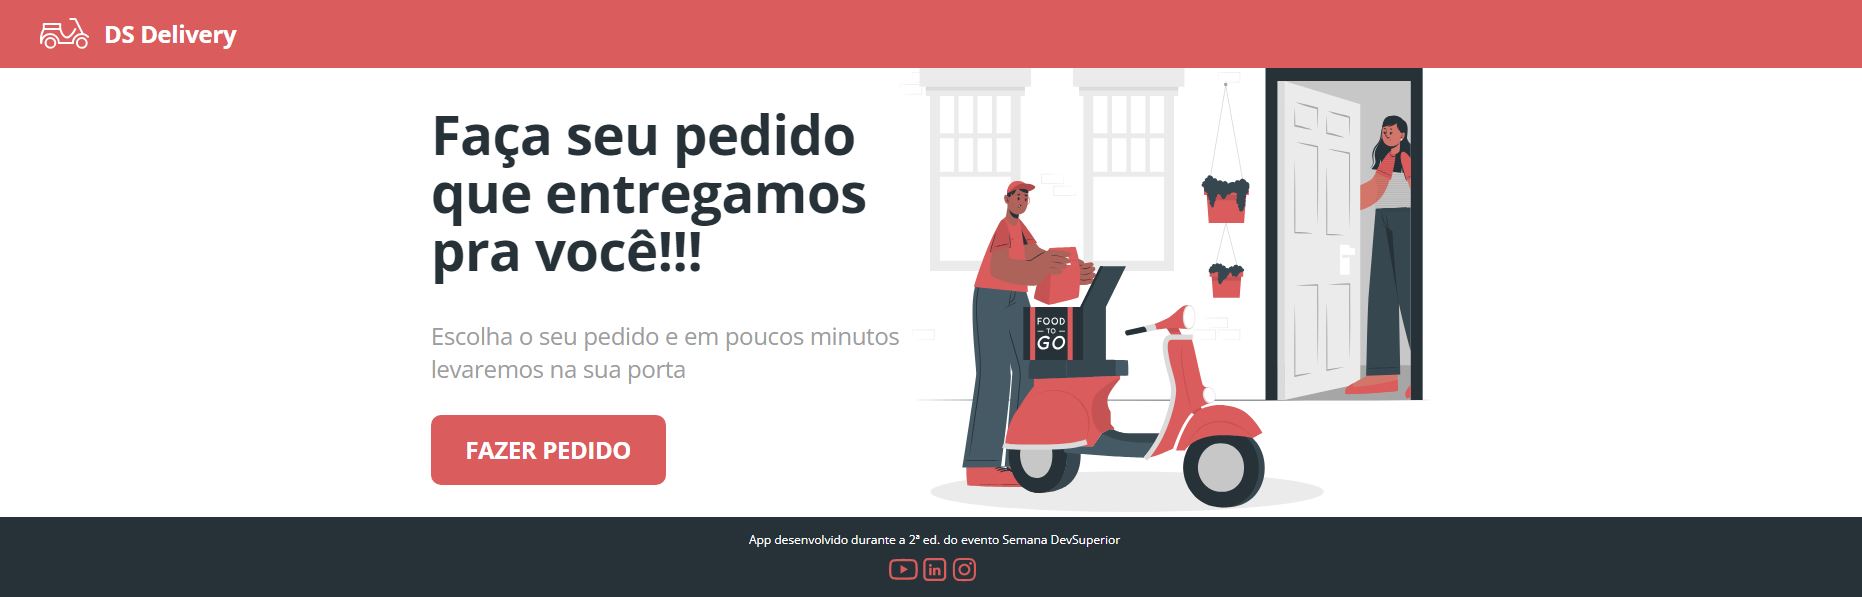 DS Delivery
Faça seu pedido
que entregamos
pra você!!!
Escolha o seu pedido e em poucos minutos
levaremos na sua porta
FAZER PEDIDO
FOOD
TO
GO
App desenvolvido durante a 2ª ed. do evento Semana DevSuperior
in